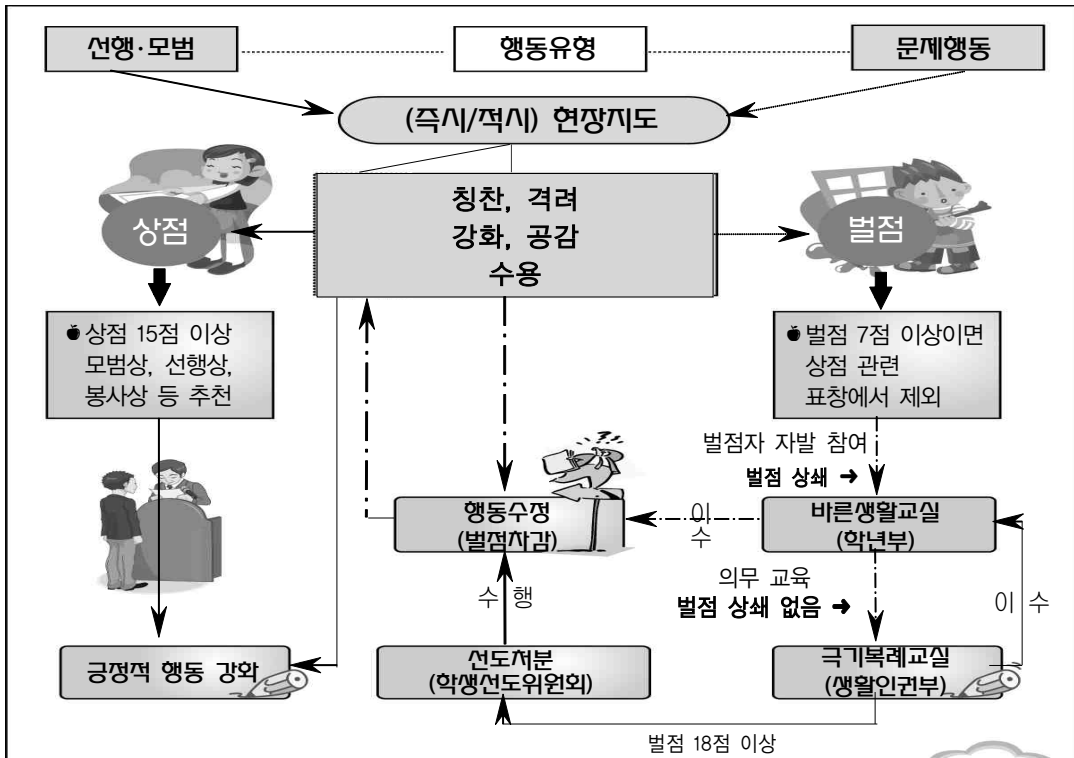 선행·모범
행동유형
문제행동
(즉시/적시) 현장지도
칭찬, 격려
강화, 공감
수용
상점
벌점
상점 15점 이상
모범상, 선행상,
봉사상 등 추천
벌점 7점 이상이면
상점 관련
표창에서 제외
벌점자 자발 참여
벌점 상쇄 ➜
???
행동수정
(벌점차감)
이
수
바른생활교실
(학년부)
수 행
의무 교육
벌점 상쇄 없음 ➜
이 수
긍정적 행동 강화
선도처분
(학생선도위원회)
극기복례교실
(생활인권부)
벌점 18점 이상